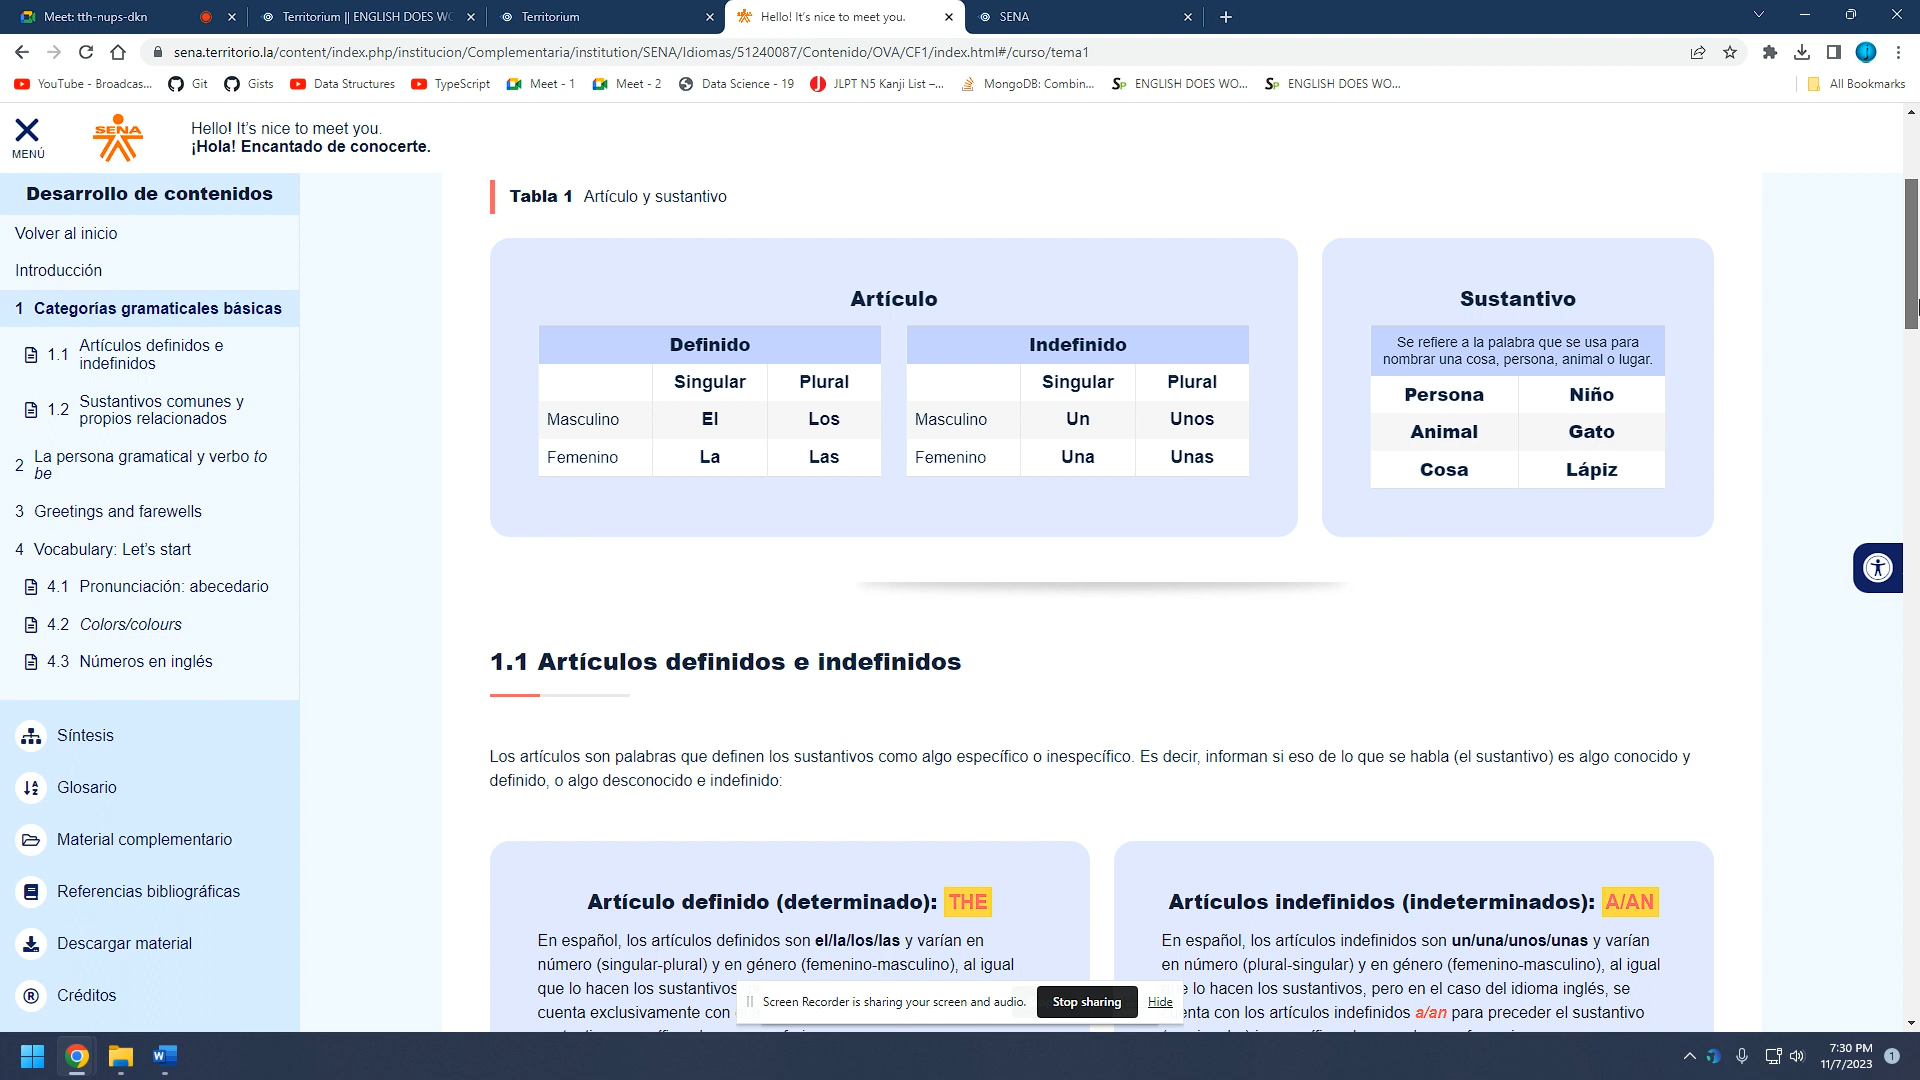 Meet: tth-nups-dkn
Territorium || ENGLISH DOES WO
Territorium
Hello! It's nice to meet you.
SENA
sena.territorio.la/content/index.php/institucion/Complementaria/institution/SENA/Idiomas/51240087/Contenido/OVA/CF1/index.html#/curso/tema1
YouTube - Broadcas...
Git
Gists
Data Structures
TypeScript
Meet - 1
Meet - 2
Data Science - 19
JLPT N5 Kanji List –...
MongoDB: Combin...
ENGLISH DOES WO...
ENGLISH DOES WO...
All Bookmarks
MENÚ
SENA
Hello! It's nice to meet you.
¡Hola! Encantado de conocerte.
Desarrollo de contenidos
Volver al inicio
Introducción
1 Categorías gramaticales básicas
1.1 Artículos definidos e
indefinidos
1.2 Sustantivos comunes y
propios relacionados
2 La persona gramatical y verbo to
be
3 Greetings and farewells
4 Vocabulary: Let's start
4.1 Pronunciación: abecedario
4.2 Colors/colours
4.3 Números en inglés
Síntesis
Glosario
Material complementario
Referencias bibliográficas
Descargar material
Créditos
Tabla 1 Artículo y sustantivo
Artículo
Definido
Singular Plural
Masculino El Los
Femenino La Las
Indefinido
Singular Plural
Masculino Un Unos
Femenino Una Unas
Sustantivo
Se refiere a la palabra que se usa para
nombrar una cosa, persona, animal o lugar.
Persona Niño
Animal Gato
Cosa Lápiz
1.1 Artículos definidos e indefinidos
Los artículos son palabras que definen los sustantivos como algo específico o inespecífico. Es decir, informan si eso de lo que se habla (el sustantivo) es algo conocido y
definido, o algo desconocido e indefinido:
Artículo definido (determinado): THE
En español, los artículos definidos son el/la/los/las y varían en
número (singular-plural) y en género (femenino-masculino), al igual
que lo hacen los sustantivos
cuenta exclusivamente con
Artículos indefinidos (indeterminados): A/AN
En español, los artículos indefinidos son un/una/unos/unas y varían
en número (plural-singular) y en género (femenino-masculino), al igual
lo hacen los sustantivos, pero en el caso del idioma inglés, se
cuenta con los artículos indefinidos a/an para preceder el sustantivo
Screen Recorder is sharing your screen and audio.
Stop sharing
Hide
7:30 PM
11/7/2023
1